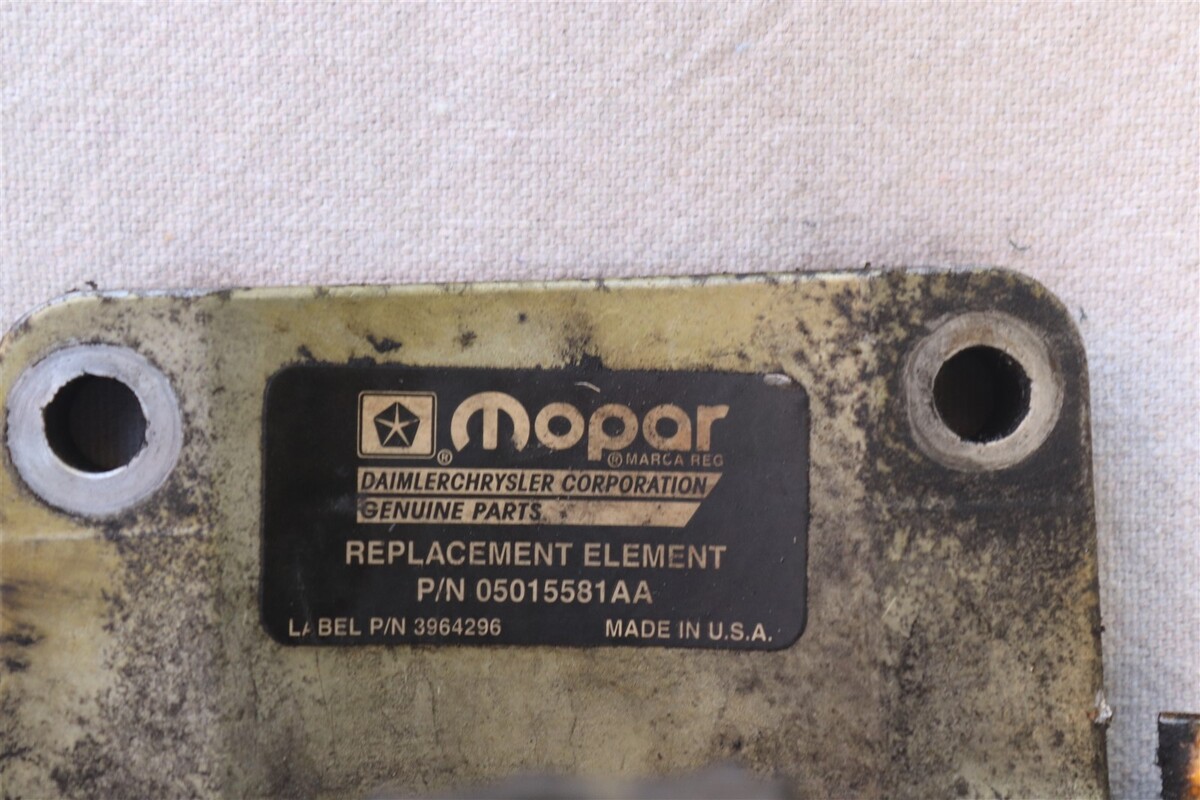 mopar
® ® MARCA REG
DAIMLERCHRYSLER CORPORATION
GENUINE PARTS
REPLACEMENT ELEMENT
P/N 05015581AA
LABEL P/N 3964296 MADE IN U.S.A.